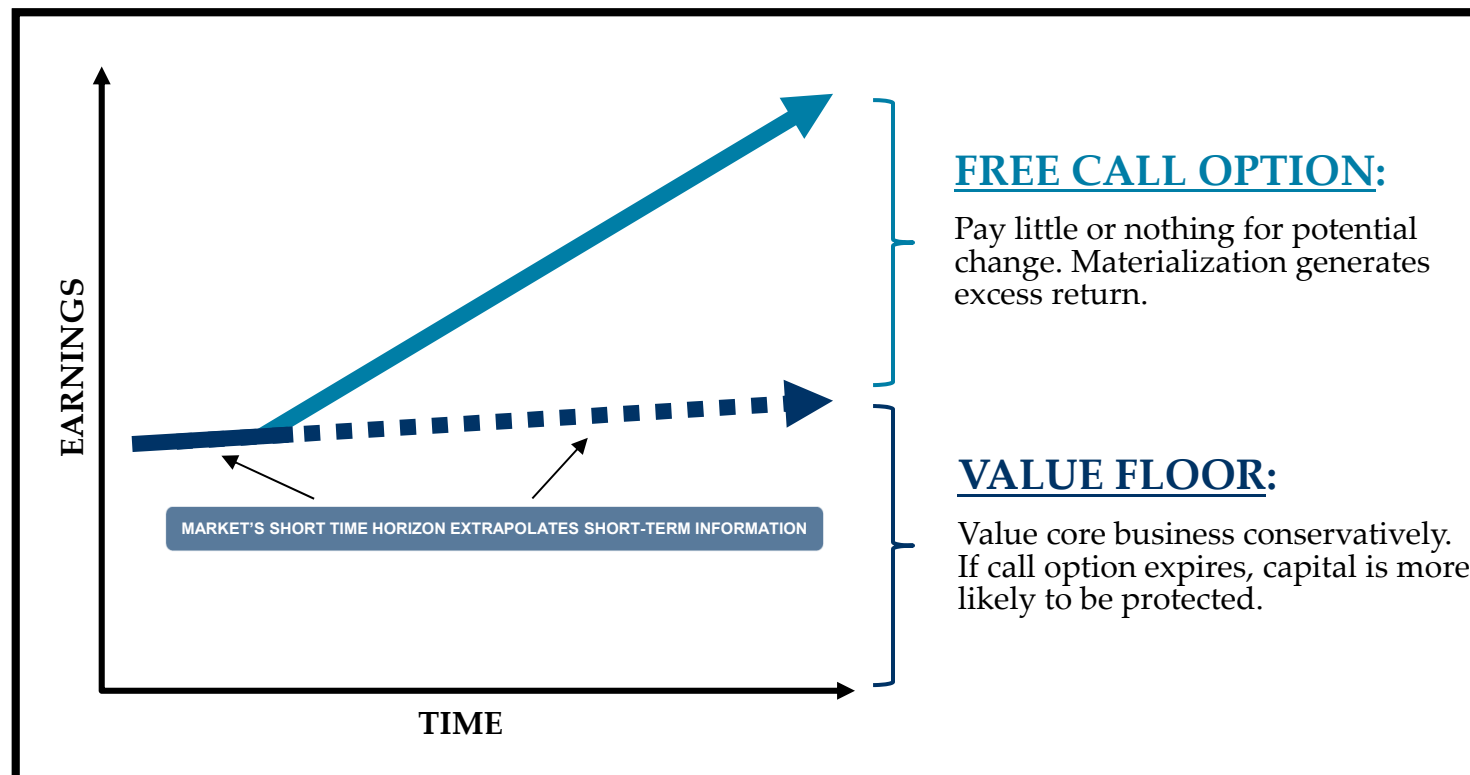 EARNINGS
FREE CALL OPTION:
Pay little or nothing for potential
change. Materialization generates
excess return.
MARKET’S SHORT TIME HORIZON EXTRAPOLATES SHORT-TERM INFORMATION
VALUE FLOOR:
Value core business conservatively.
If call option expires, capital is more
likely to be protected.
TIME